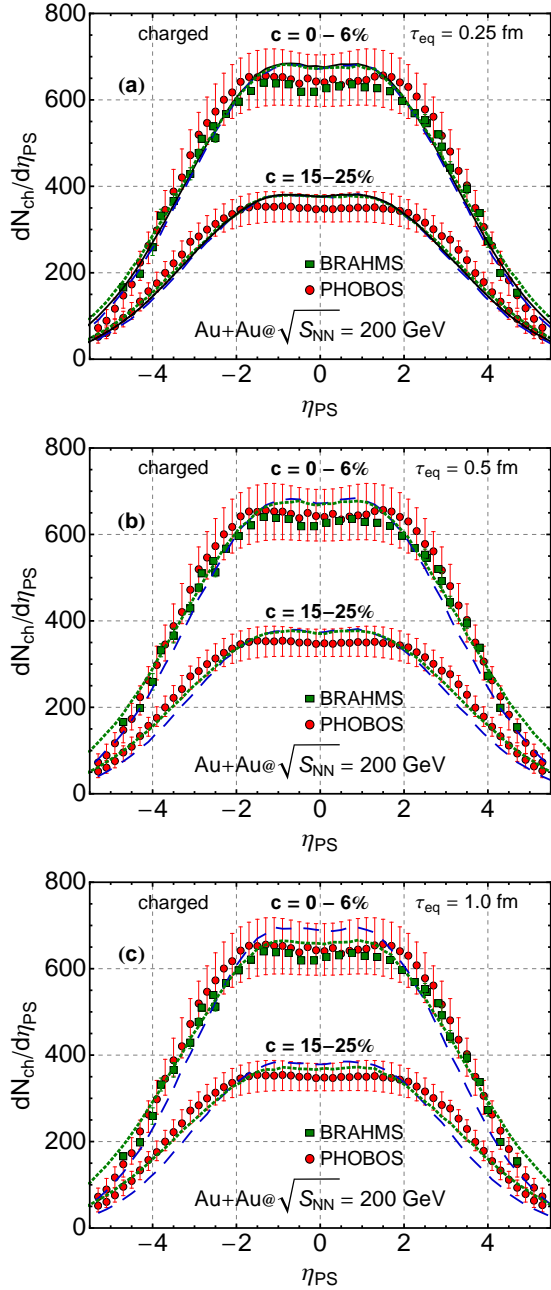 800
charged
c = 0 – 6%
τeq = 0.25 fm
(a)
600
400
c = 15–25%
200
BRAHMS
PHOBOS
Au+Au@√SNN = 200 GeV
0
−4 −2 0 2 4
dNch/dηPS
ηPS
800
charged
c = 0 – 6%
τeq = 0.5 fm
(b)
600
400
c = 15–25%
200
BRAHMS
PHOBOS
Au+Au@√SNN = 200 GeV
0
−4 −2 0 2 4
dNch/dηPS
ηPS
800
charged
c = 0 – 6%
τeq = 1.0 fm
(c)
600
400
c = 15–25%
200
BRAHMS
PHOBOS
Au+Au@√SNN = 200 GeV
0
−4 −2 0 2 4
dNch/dηPS
ηPS